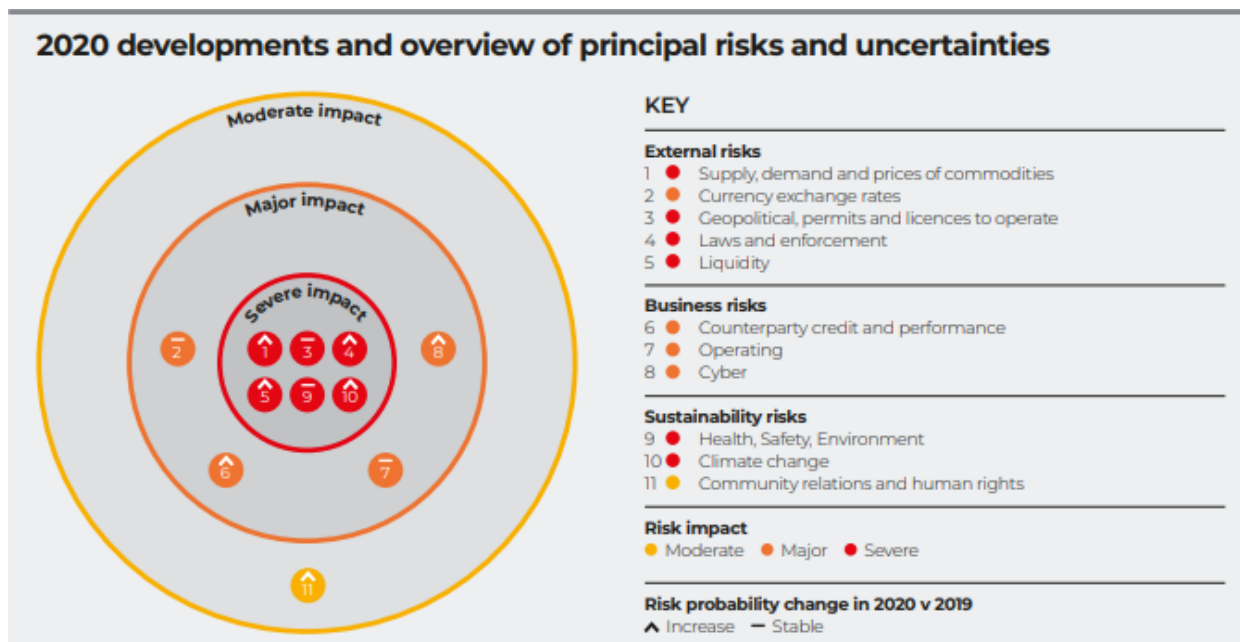 2020 developments and overview of principal risks and uncertainties
Moderate impact
Major impact
Severe impact
1
3
4
5
9
10
2
8
6
7
11
KEY
External risks
1 Supply, demand and prices of commodities
2 Currency exchange rates
3 Geopolitical, permits and licences to operate
4 Laws and enforcement
5 Liquidity
Business risks
6 Counterparty credit and performance
7 Operating
8 Cyber
Sustainability risks
9 Health, Safety, Environment
10 Climate change
11 Community relations and human rights
Risk impact
Moderate Major Severe
Risk probability change in 2020 v 2019
Increase Stable